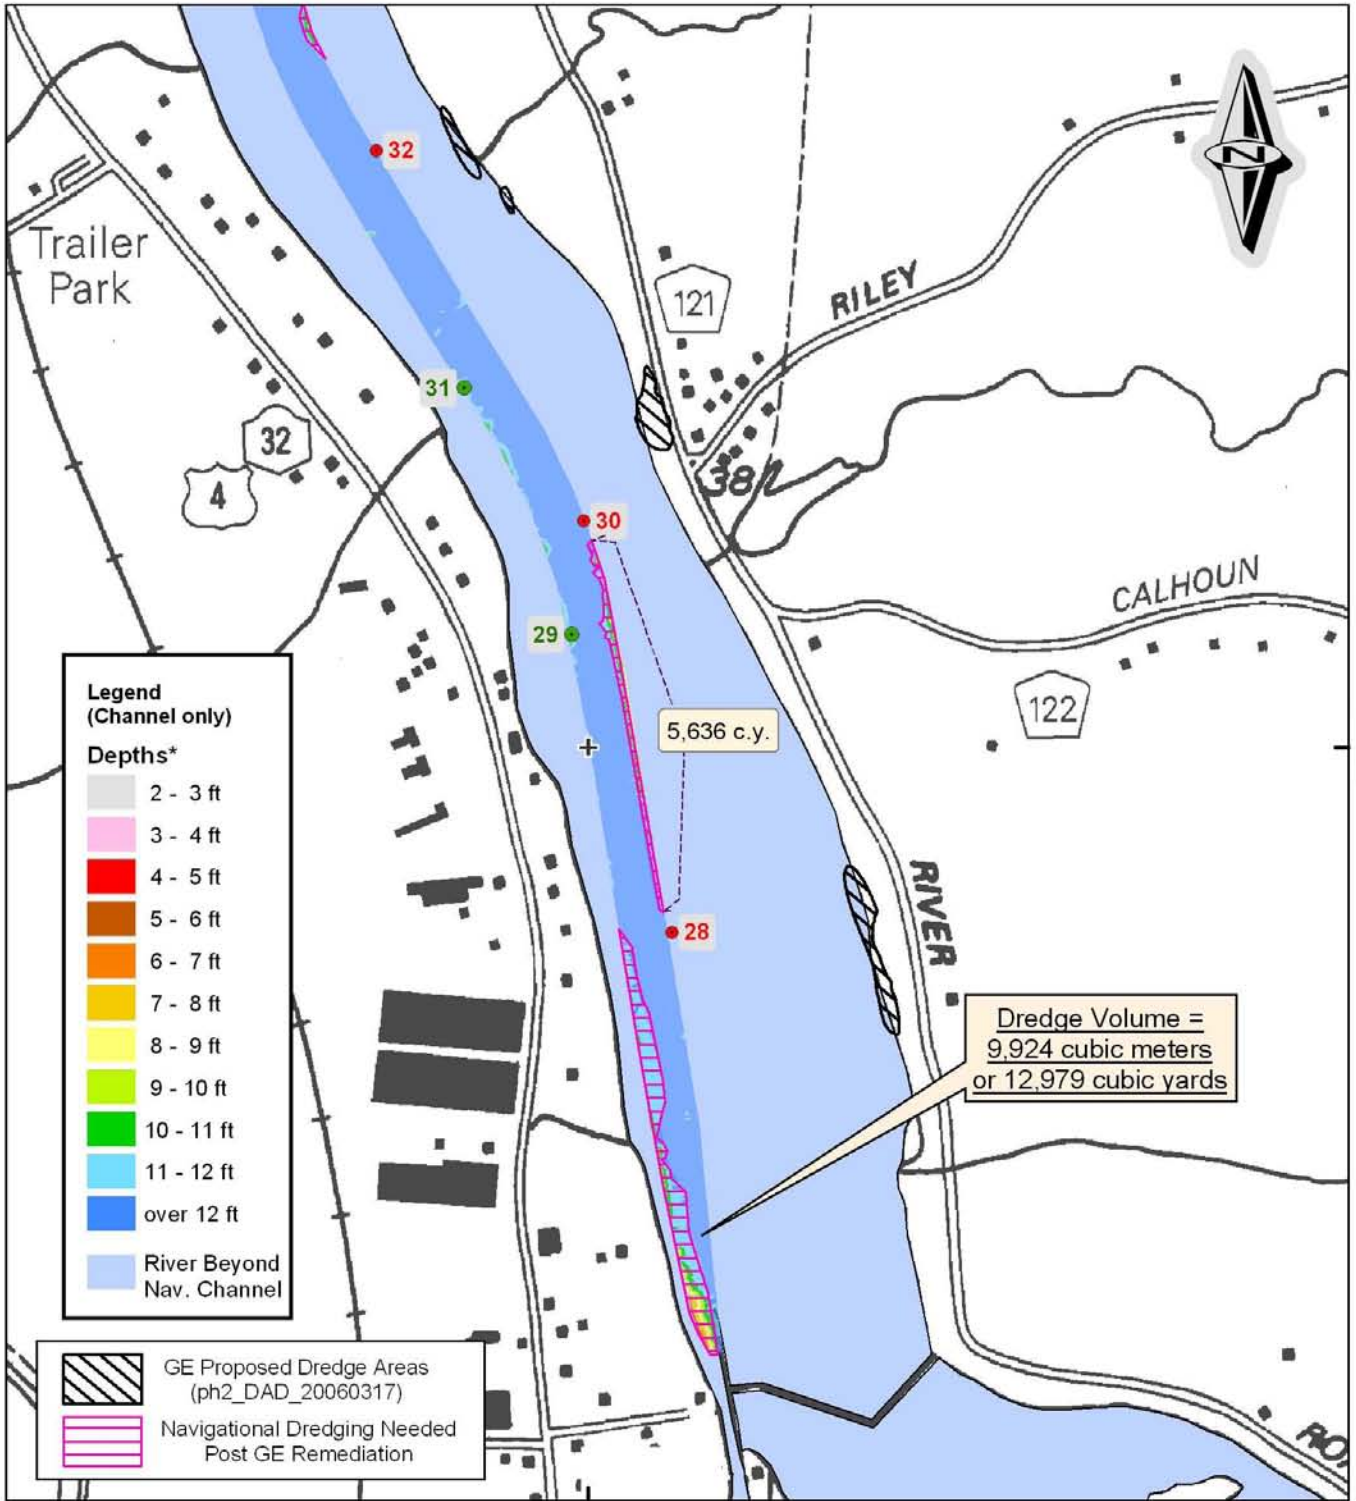 32
Trailer
Park
121
RILEY
31
32
4
381
30
CALHOUN
29
122
5,636 c.y.
Legend
(Channel only)
Depths*
2 - 3 ft
3 - 4 ft
4 - 5 ft
5 - 6 ft
6 - 7 ft
7 - 8 ft
8 - 9 ft
9 - 10 ft
10 - 11 ft
11 - 12 ft
over 12 ft
River Beyond
Nav. Channel
RIVER
28
Dredge Volume =
9,924 cubic meters
or 12,979 cubic yards
GE Proposed Dredge Areas
(ph2_DAD_20060317)
Navigational Dredging Needed
Post GE Remediation
N